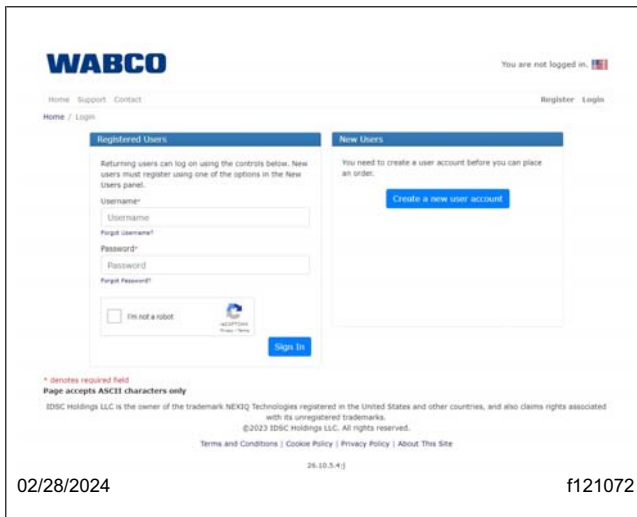 WABCO
You are not logged in.
Home Support Contact
Register Login
Home / Login
Registered Users
Returning users can log on using the controls below. New
users must register using one of the options in the New
Users panel.
Username*
Username
Forgot Username?
Password*
Password
Forgot Password?
I'm not a robot
reCAPTCHA
Privacy - Terms
Sign In
New Users
You need to create a user account before you can place
an order.
Create a new user account
* denotes required field
Page accepts ASCII characters only
IDSC Holdings LLC is the owner of the trademark NEXIQ Technologies registered in the United States and other countries, and also claims rights associated
with its unregistered trademarks.
©2023 IDSC Holdings LLC. All rights reserved.
Terms and Conditions | Cookie Policy | Privacy Policy | About This Site
26.10.5.4:j
02/28/2024
f121072